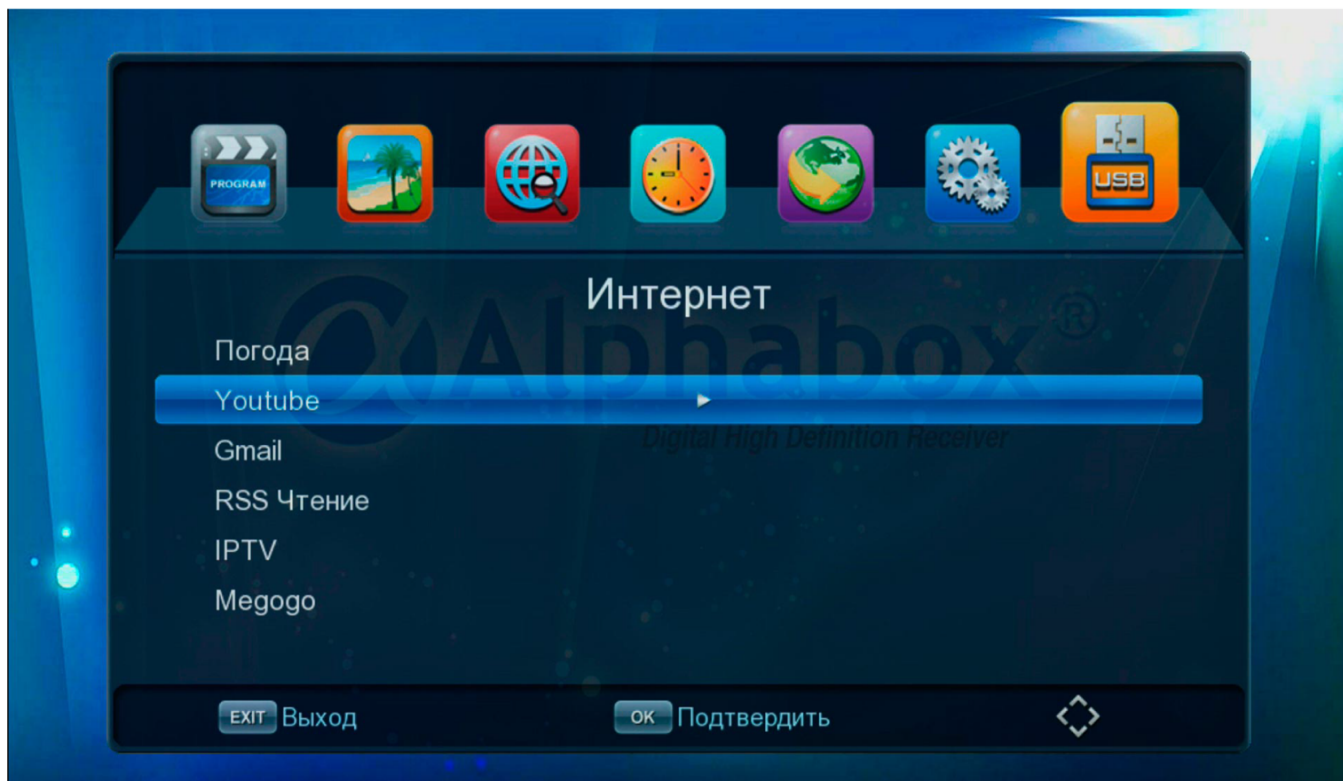 PROGRAM
USB
Интернет
Alphabox®
Digital High Definition Receiver
Погода
Youtube
Gmail
RSS Чтение
IPTV
Megogo
EXIT Выход
OK Подтвердить